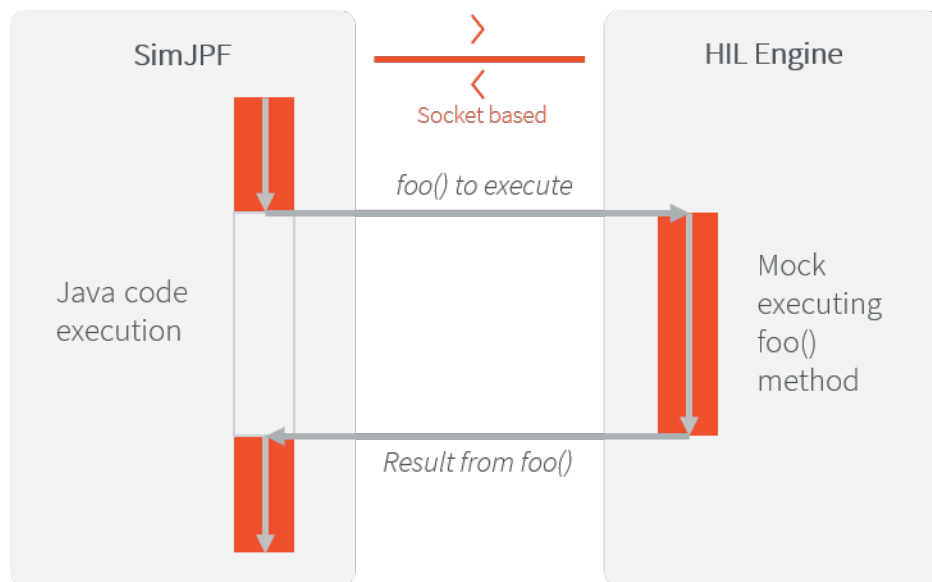 SimJPF
HIL Engine
Socket based
foo() to execute
Java code
execution
Mock
executing
foo()
method
Result from foo()